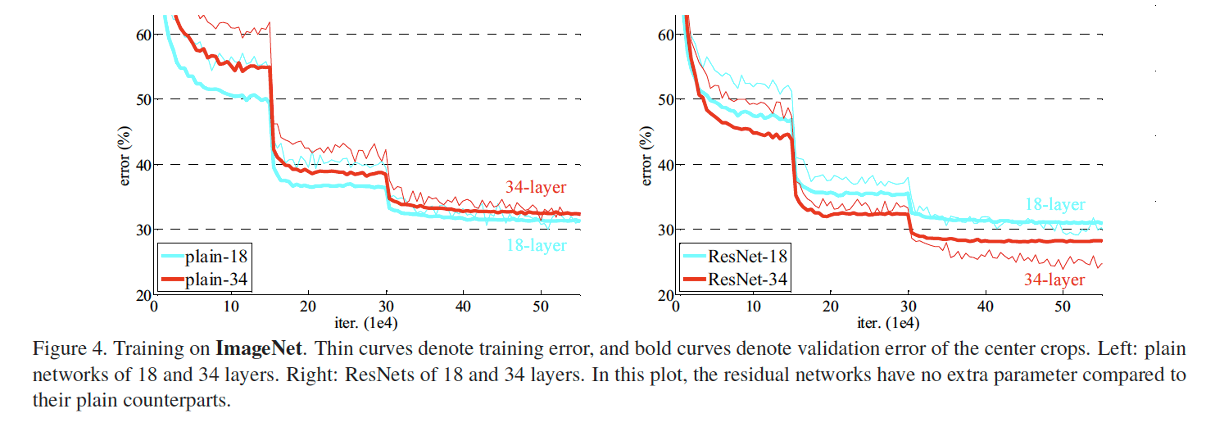 60
50
40
30
20
error (%)
34-layer
18-layer
plain-18
plain-34
0
10
20
30
40
50
iter. (1e4)
60
50
40
30
20
error (%)
18-layer
34-layer
ResNet-18
ResNet-34
0
10
20
30
40
50
iter. (1e4)
Figure 4. Training on ImageNet. Thin curves denote training error, and bold curves denote validation error of the center crops. Left: plain
networks of 18 and 34 layers. Right: ResNets of 18 and 34 layers. In this plot, the residual networks have no extra parameter compared to
their plain counterparts.